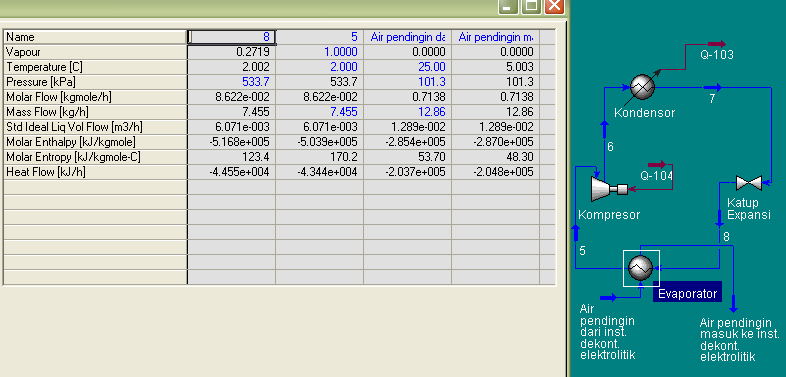 Name 8 5 Air pendingin da Air pendingin m
Vapour 0.2719 1.0000 0.0000 0.0000
Temperature [C] 2.002 2.000 25.00 5.003
Pressure [kPa] 533.7 533.7 101.3 101.3
Molar Flow [kgmole/h] 8.622e-002 8.622e-002 0.7138 0.7138
Mass Flow [kg/h] 7.455 7.455 12.86 12.86
Std Ideal Liq Vol Flow [m3/h] 6.071e-003 6.071e-003 1.289e-002 1.289e-002
Molar Enthalpy [kJ/kgmole] -5.168e+005 -5.039e+005 -2.854e+005 -2.870e+005
Molar Entropy [kJ/kgmole-C] 123.4 170.2 53.70 48.30
Heat Flow [kJ/h] -4.455e+004 -4.344e+004 -2.037e+005 -2.048e+005
Q-103
7
Kondensor
6
Q-104
Kompresor
Katup
Expansi
8
5
Evaporator
Air
pendingin
dari inst.
dekont.
elektrolitik
Air pendingin
masuk ke inst.
dekont.
elektrolitik